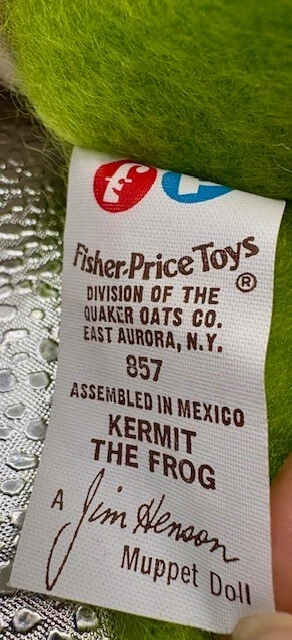 fp
Fisher-Price Toys ®
DIVISION OF THE
QUAKER OATS CO.
EAST AURORA, N.Y.
857
ASSEMBLED IN MEXICO
KERMIT
THE FROG
A Jim Henson
Muppet Doll